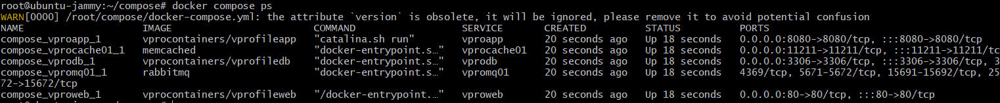 root@ubuntu-jammy:~/compose# docker compose ps
WARN[0000] /root/compose/docker-compose.yml: the attribute `version` is obsolete, it will be ignored, please remove it to avoid potential confusion
NAME IMAGE COMMAND SERVICE CREATED STATUS PORTS
compose_vproapp_1 vprocontainers/vprofileapp "catalina.sh run" vproapp 20 seconds ago Up 18 seconds 0.0.0.0:8080->8080/tcp, :::8080->8080/tcp
compose_vprocache01_1 memcached "docker-entrypoint.s…" vprocache01 20 seconds ago Up 18 seconds 0.0.0.0:11211->11211/tcp, :::11211->11211/tc
compose_vprodb_1 vprocontainers/vprofiledb "docker-entrypoint.s…" vprodb 20 seconds ago Up 18 seconds 0.0.0.0:3306->3306/tcp, :::3306->3306/tcp, 3
compose_vpromq01_1 rabbitmq "docker-entrypoint.s…" vpromq01 20 seconds ago Up 18 seconds 4369/tcp, 5671-5672/tcp, 15691-15692/tcp, 25
72->15672/tcp
compose_vproweb_1 vprocontainers/vprofileweb "/docker-entrypoint.…" vproweb 20 seconds ago Up 18 seconds 0.0.0.0:80->80/tcp, :::80->80/tcp